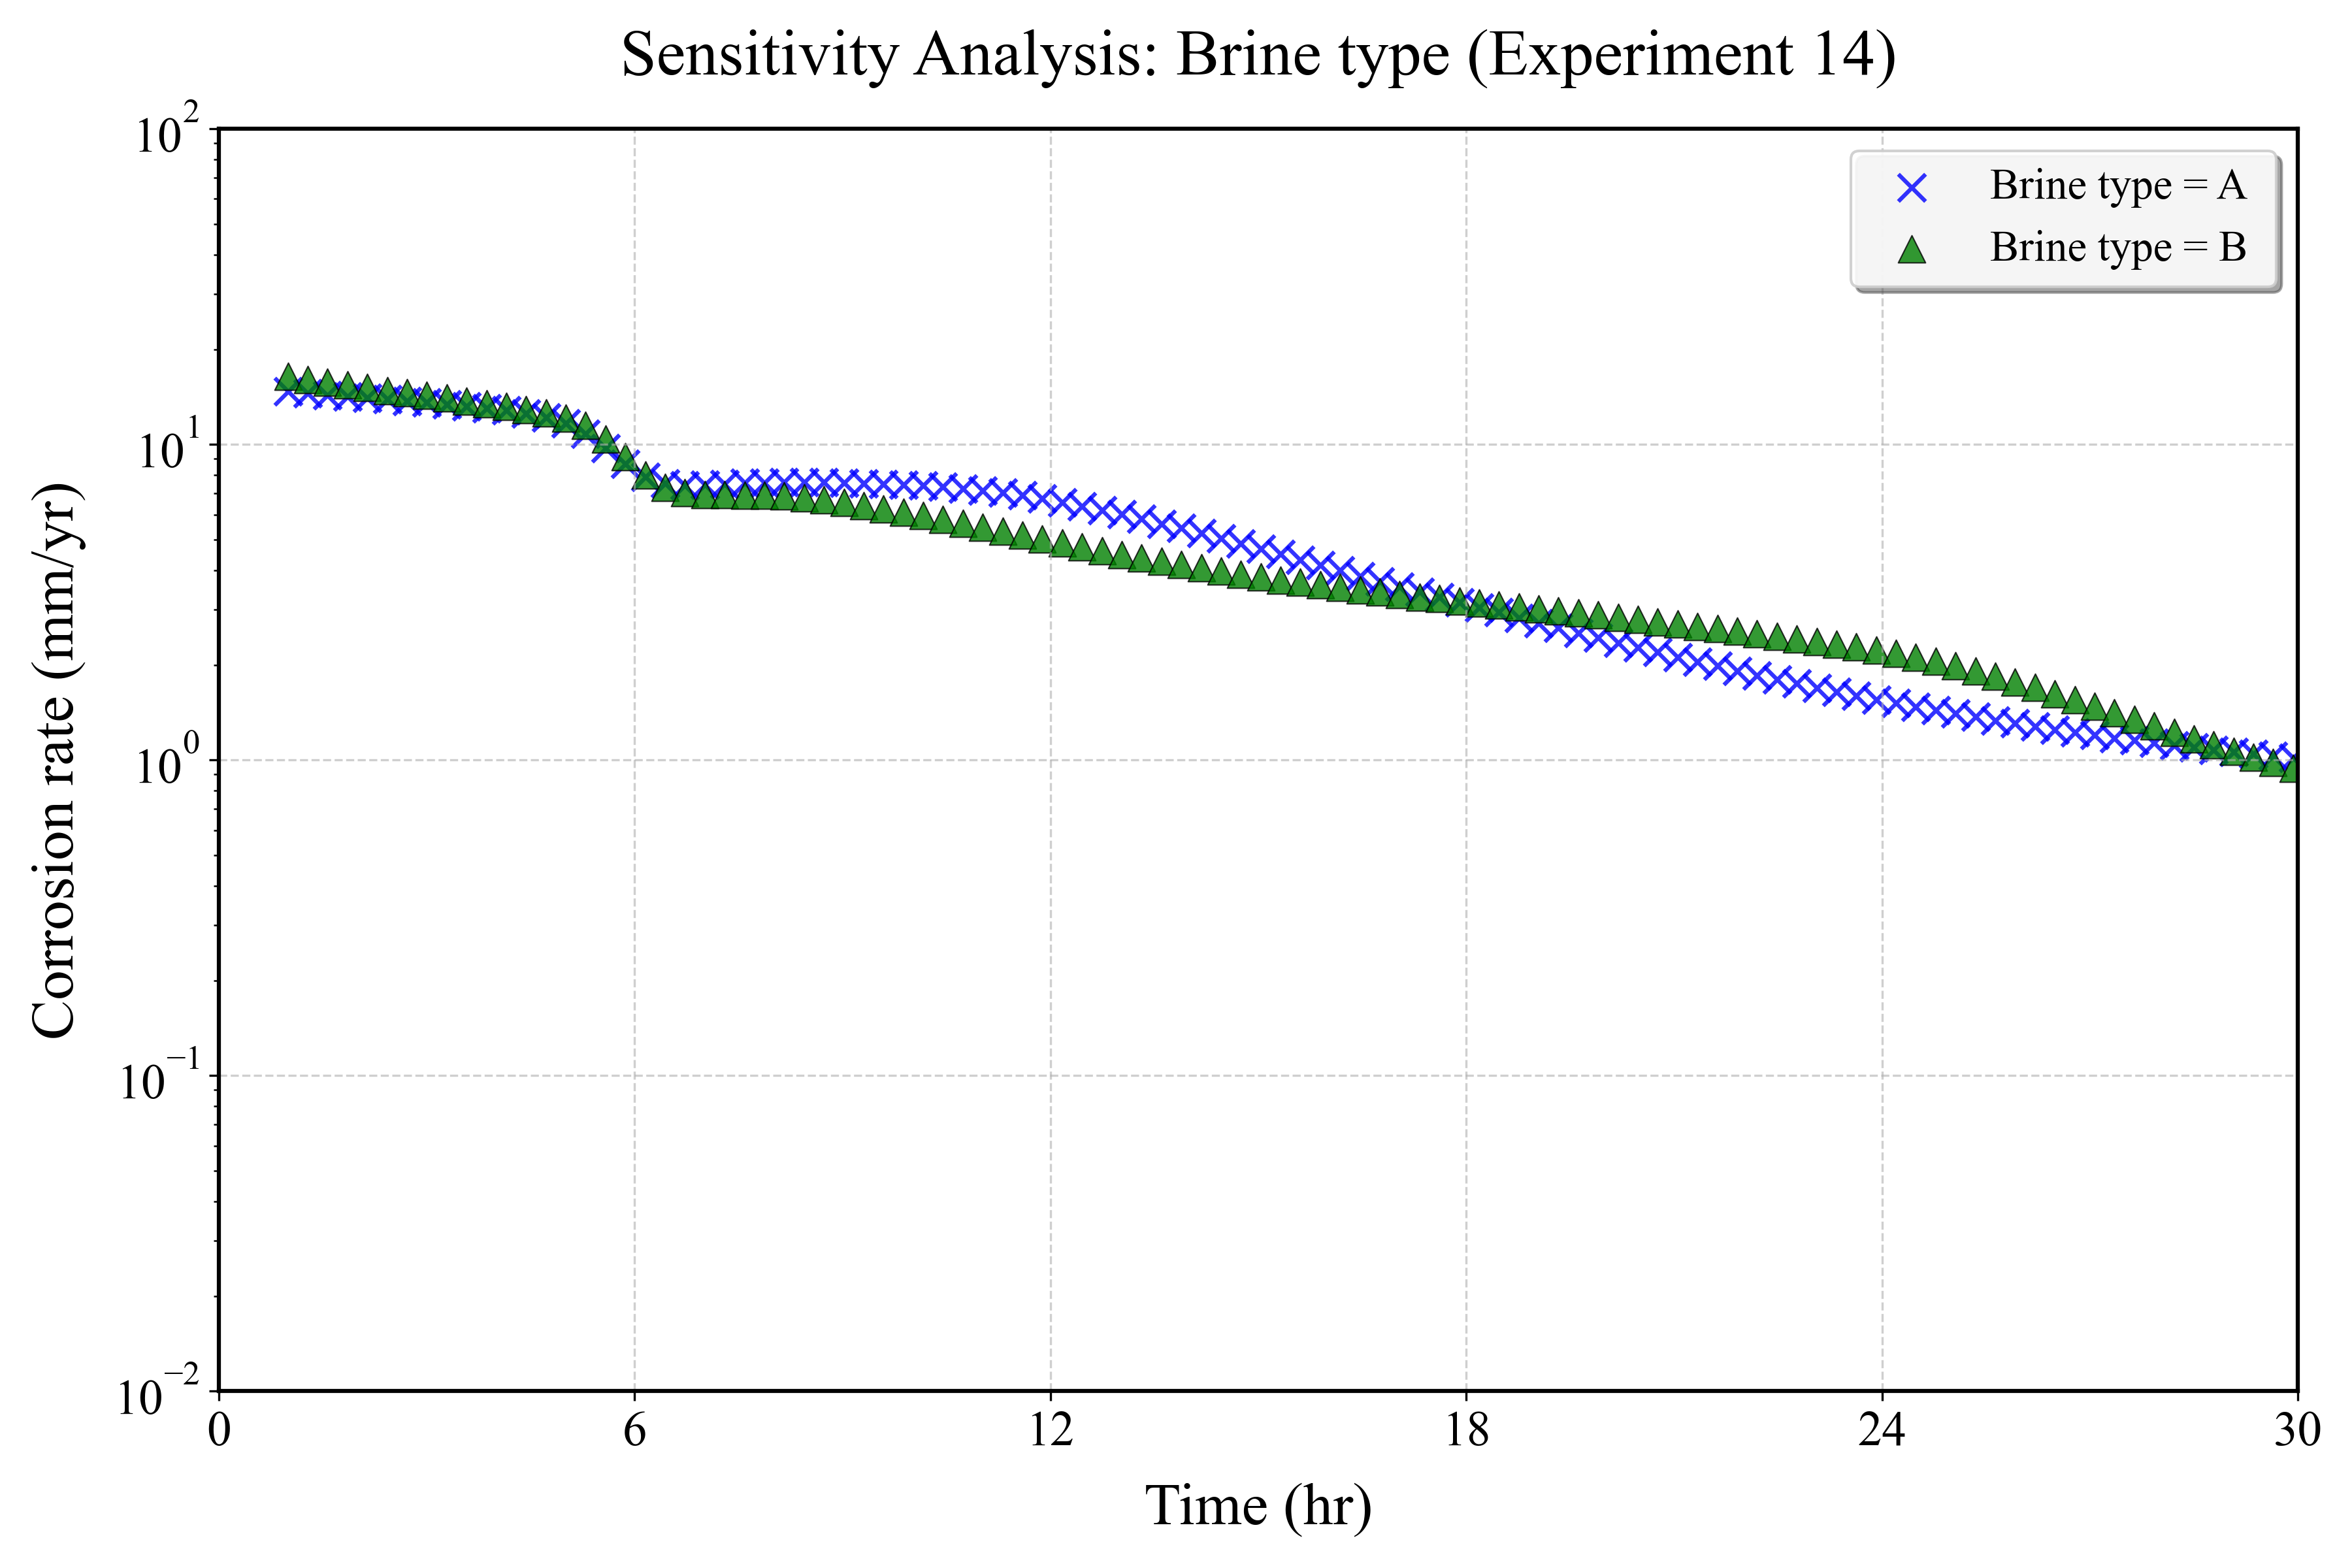 Sensitivity Analysis: Brine type (Experiment 14)
10²
Brine type = A
Brine type = B
10¹
10⁰
10⁻¹
10⁻²
Corrosion rate (mm/yr)
0 6 12 18 24 30
Time (hr)